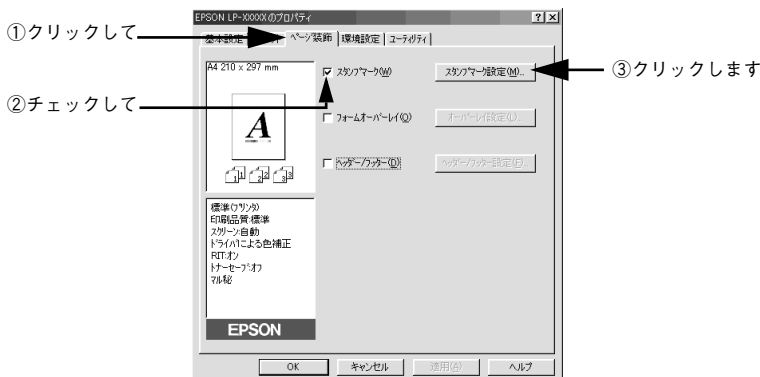 EPSON LP-XXXXXのプロパティ
①クリックして
基本設定
ページ装飾
環境設定
ユーティリティ
A4 210 x 297 mm
スタンプマーク(W)
スタンプマーク設定(M)...
③クリックします
②チェックして
フォームオーバーレイ(O)
オーバーレイ設定(L)...
A
ヘッダー/フッター(D)
ヘッダー/フッター設定(F)...
1 1 2 2 3 3
標準(プリンタ)
印刷品質:標準
スクリーン:自動
ドライバによる色補正
RIT:オン
トナーセーブ:オフ
マル秘
EPSON
OK
キャンセル
適用(A)
ヘルプ